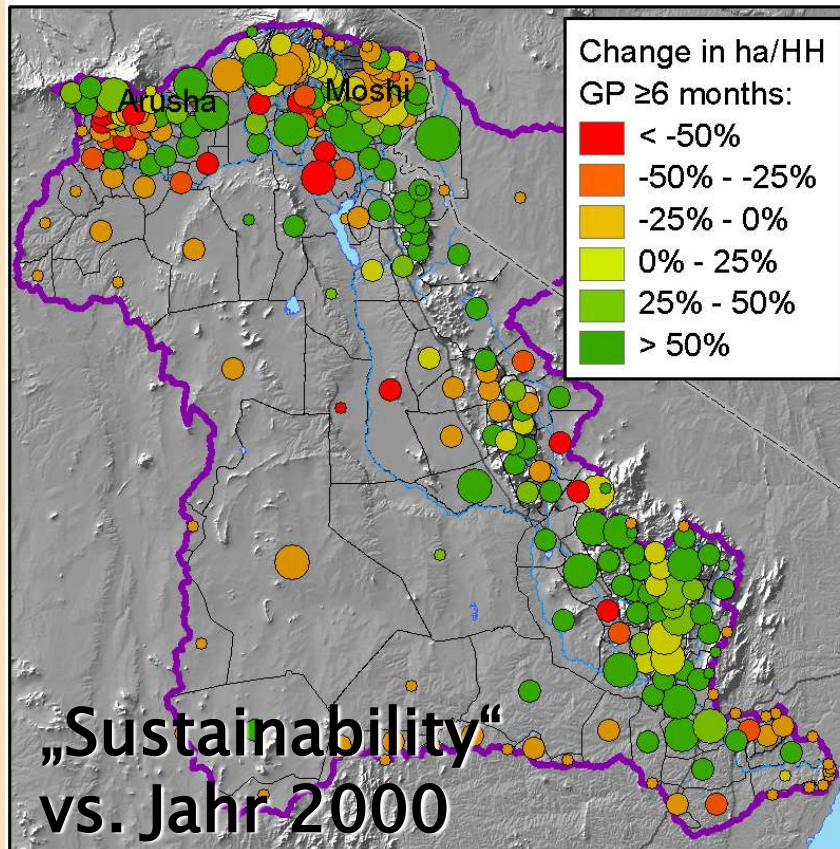 Arusha
Moshi
Change in ha/HH
GP ≥6 months:
< -50%
-50% - -25%
-25% - 0%
0% - 25%
25% - 50%
> 50%
„Sustainability“
vs. Jahr 2000